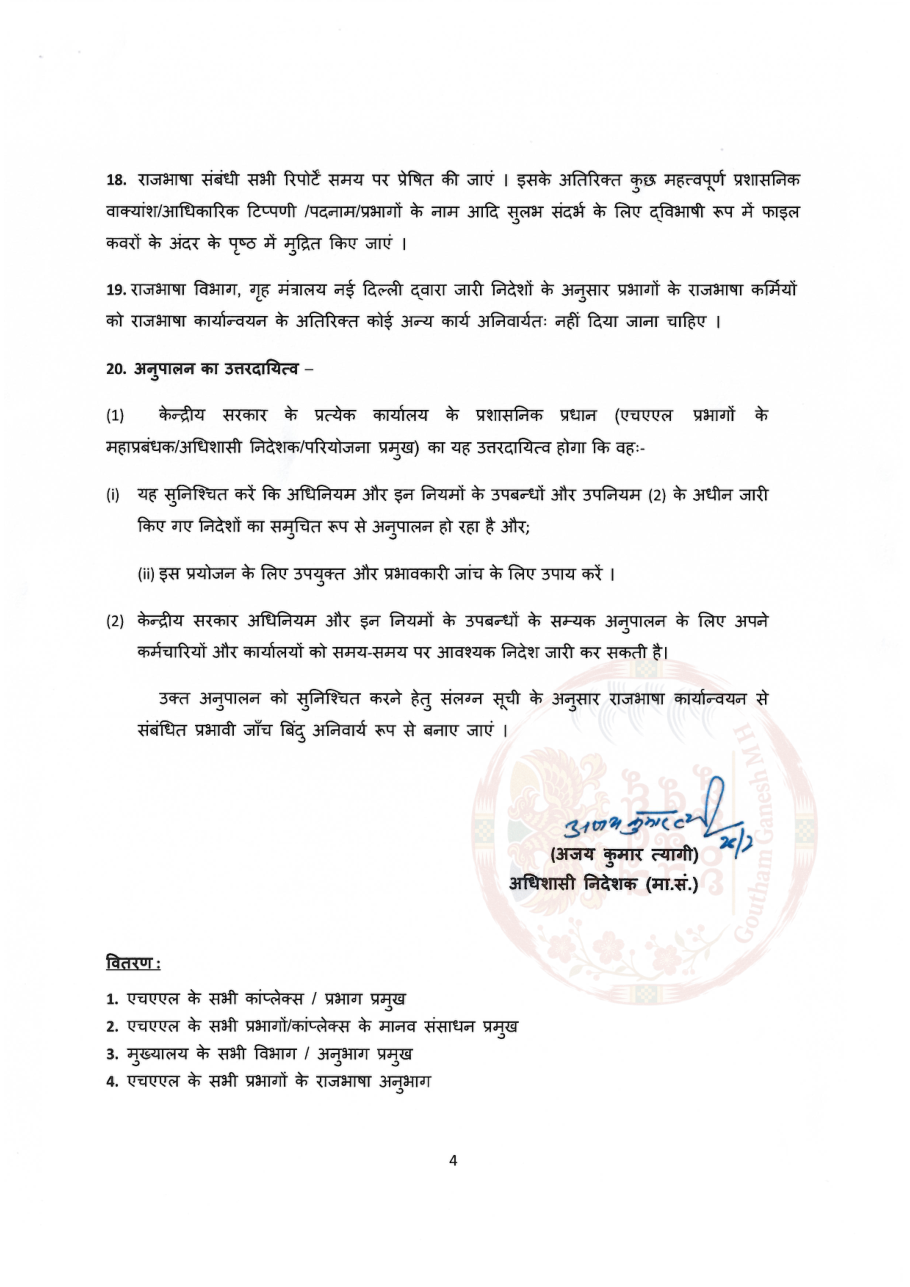 18. राजभाषा संबंधी सभी रिपोर्टें समय पर प्रेषित की जाएं । इसके अतिरिक्त कुछ महत्त्वपूर्ण प्रशासनिक
वाक्यांश/आधिकारिक टिप्पणी /पदनाम/प्रभागों के नाम आदि सुलभ संदर्भ के लिए द्विभाषी रूप में फाइल
कवरों के अंदर के पृष्ठ में मुद्रित किए जाएं ।
19. राजभाषा विभाग, गृह मंत्रालय नई दिल्ली द्वारा जारी निदेशों के अनुसार प्रभागों के राजभाषा कर्मियों
को राजभाषा कार्यान्वयन के अतिरिक्त कोई अन्य कार्य अनिवार्यतः नहीं दिया जाना चाहिए ।
20. अनुपालन का उत्तरदायित्व –
(1) केन्द्रीय सरकार के प्रत्येक कार्यालय के प्रशासनिक प्रधान (एचएएल प्रभागों के
महाप्रबंधक/अधिशासी निदेशक/परियोजना प्रमुख) का यह उत्तरदायित्व होगा कि वहः-
(i) यह सुनिश्चित करें कि अधिनियम और इन नियमों के उपबन्धों और उपनियम (2) के अधीन जारी
किए गए निदेशों का समुचित रूप से अनुपालन हो रहा है और;
(ii) इस प्रयोजन के लिए उपयुक्त और प्रभावकारी जांच के लिए उपाय करें ।
(2) केन्द्रीय सरकार अधिनियम और इन नियमों के उपबन्धों के सम्यक अनुपालन के लिए अपने
कर्मचारियों और कार्यालयों को समय-समय पर आवश्यक निदेश जारी कर सकती है।
उक्त अनुपालन को सुनिश्चित करने हेतु संलग्न सूची के अनुसार राजभाषा कार्यान्वयन से
संबंधित प्रभावी जाँच बिंदु अनिवार्य रूप से बनाए जाएं ।
(अजय कुमार त्यागी)
अधिशासी निदेशक (मा.सं.)
Goutham Ganesh MH
वितरण :
1. एचएएल के सभी कांप्लेक्स / प्रभाग प्रमुख
2. एचएएल के सभी प्रभागों/कांप्लेक्स के मानव संसाधन प्रमुख
3. मुख्यालय के सभी विभाग / अनुभाग प्रमुख
4. एचएएल के सभी प्रभागों के राजभाषा अनुभाग
4